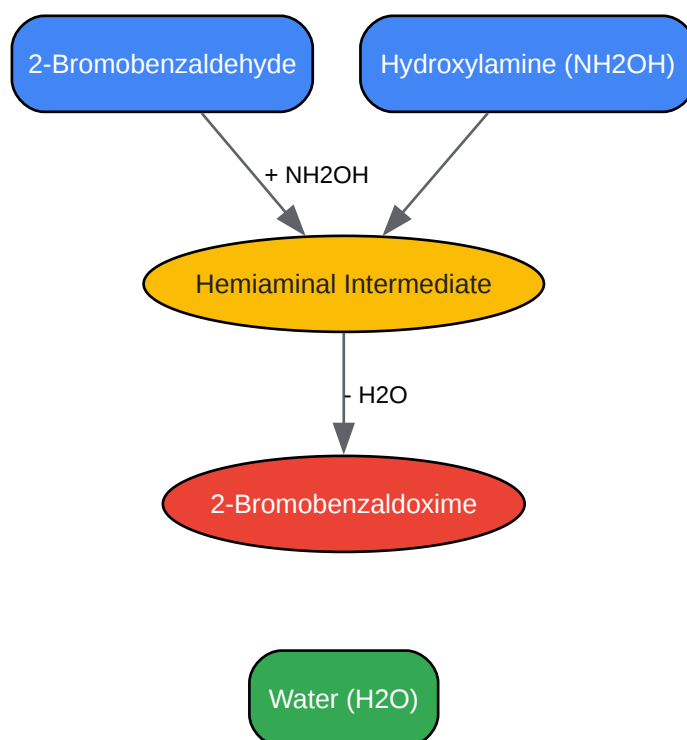 2-Bromobenzaldehyde
Hydroxylamine (NH2OH)
+ NH2OH
Hemiaminal Intermediate
- H2O
2-Bromobenzaldoxime
Water (H2O)